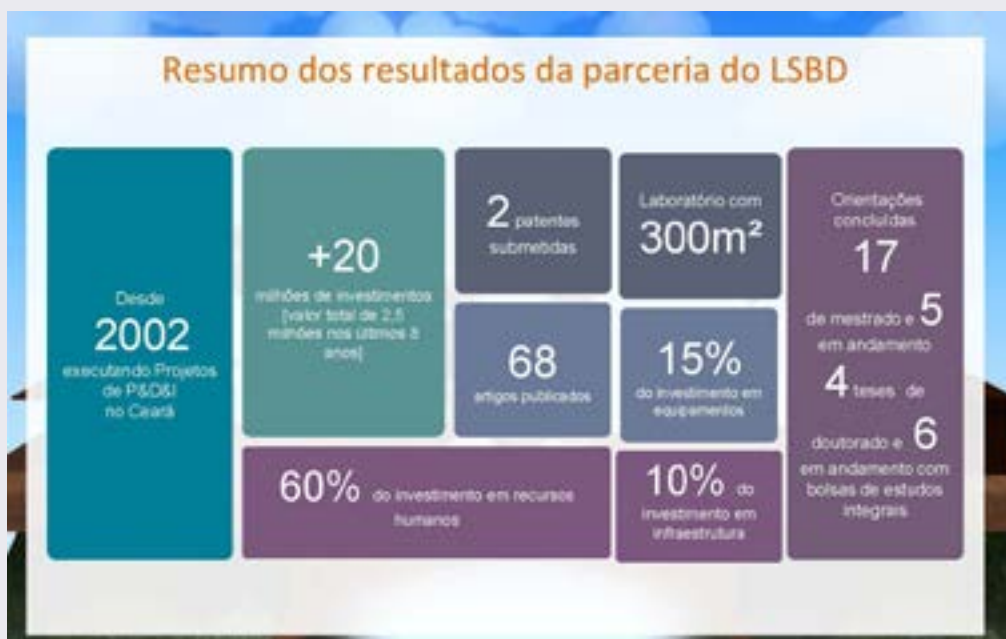 Resumo dos resultados da parceria do LSBD
Desde
2002
executando Projetos
de P&D&I
no Ceará
+20
milhões de investimentos
[valor total de 2,5
milhões nos últimos 8
anos]
2 patentes
submetidas
68
artigos publicados
Laboratório com
300m²
15%
do investimento em
equipamentos
60% do investimento em recursos
humanos
10% do
investimento em
infraestrutura
Orientações
concluídas
17
de mestrado e 5
em andamento
4 teses de
doutorado e 6
em andamento com
bolsas de estudos
integrais